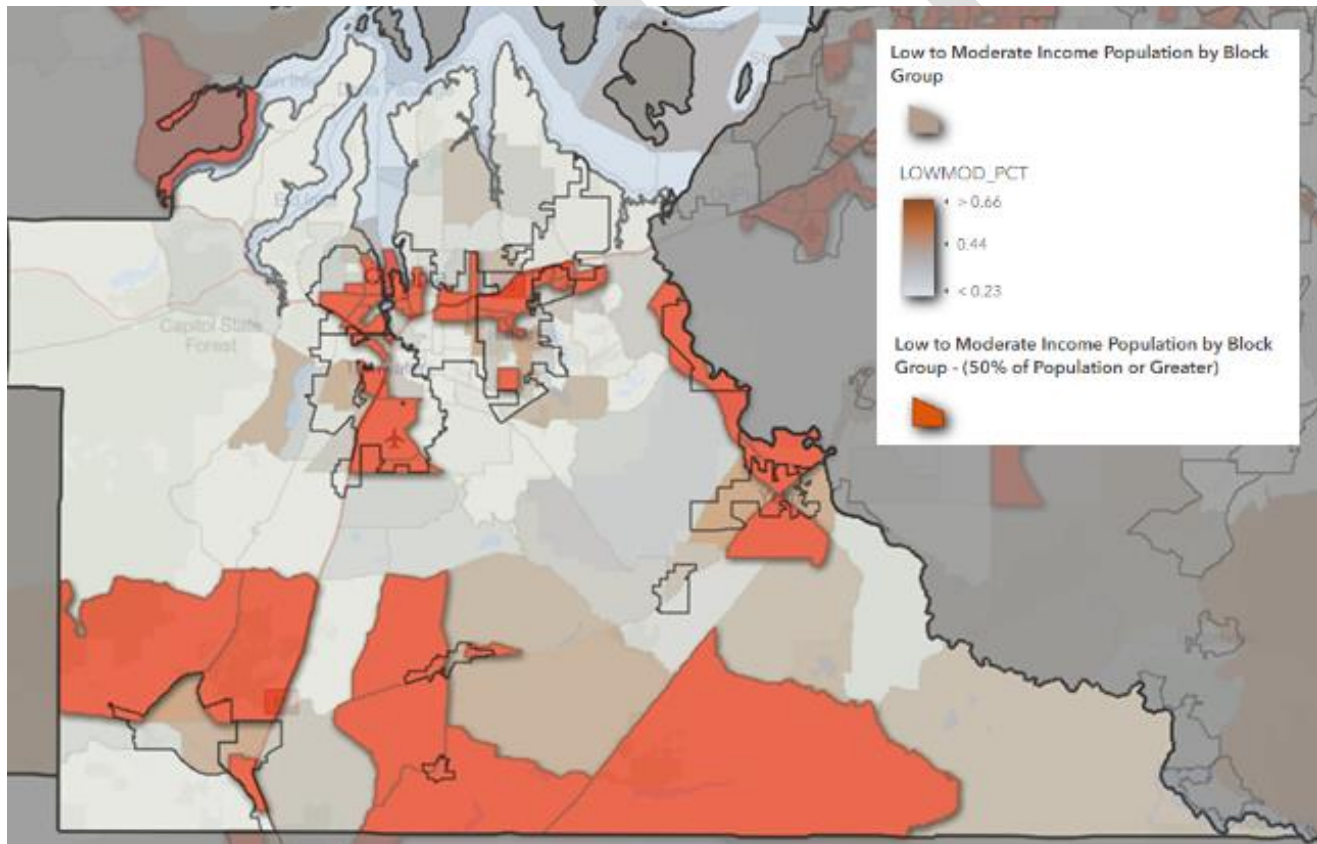 Low to Moderate Income Population by Block
Group
LOWMOD_PCT
> 0.66
0.44
< 0.23
Low to Moderate Income Population by Block
Group - (50% of Population or Greater)
Capitol State
Forest